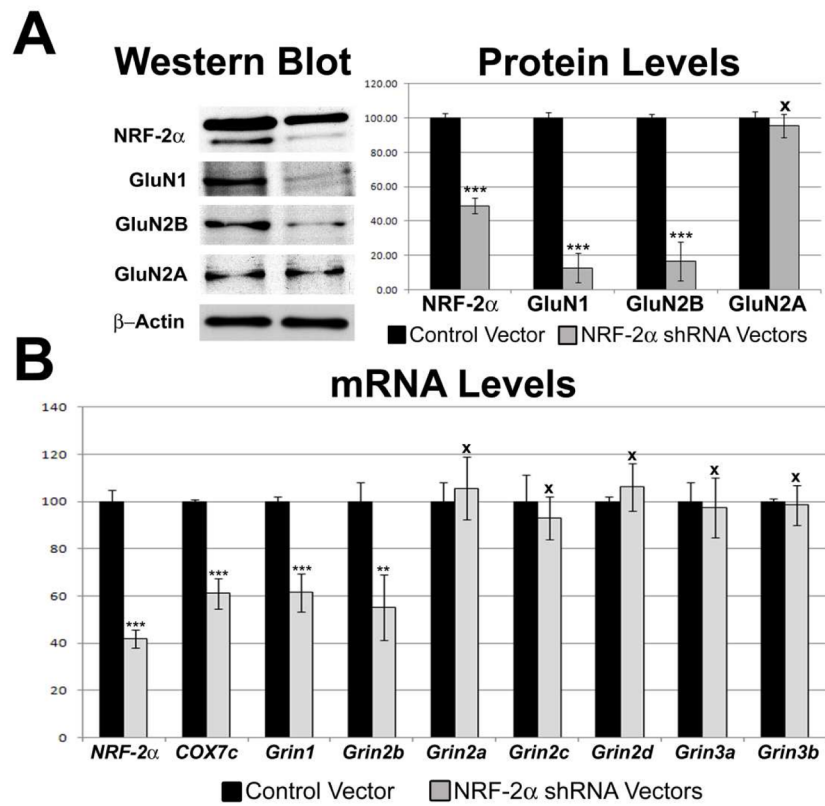 A
Western Blot
NRF-2α
GluN1
GluN2B
GluN2A
β–Actin
Protein Levels
120.00
100.00
80.00
60.00
40.00
20.00
0.00
***
***
***
x
NRF-2α GluN1 GluN2B GluN2A
Control Vector NRF-2α shRNA Vectors
B
mRNA Levels
140
120
100
80
60
40
20
0
***
***
***
**
x
x
x
x
x
NRF-2α COX7c Grin1 Grin2b Grin2a Grin2c Grin2d Grin3a Grin3b
Control Vector NRF-2α shRNA Vectors